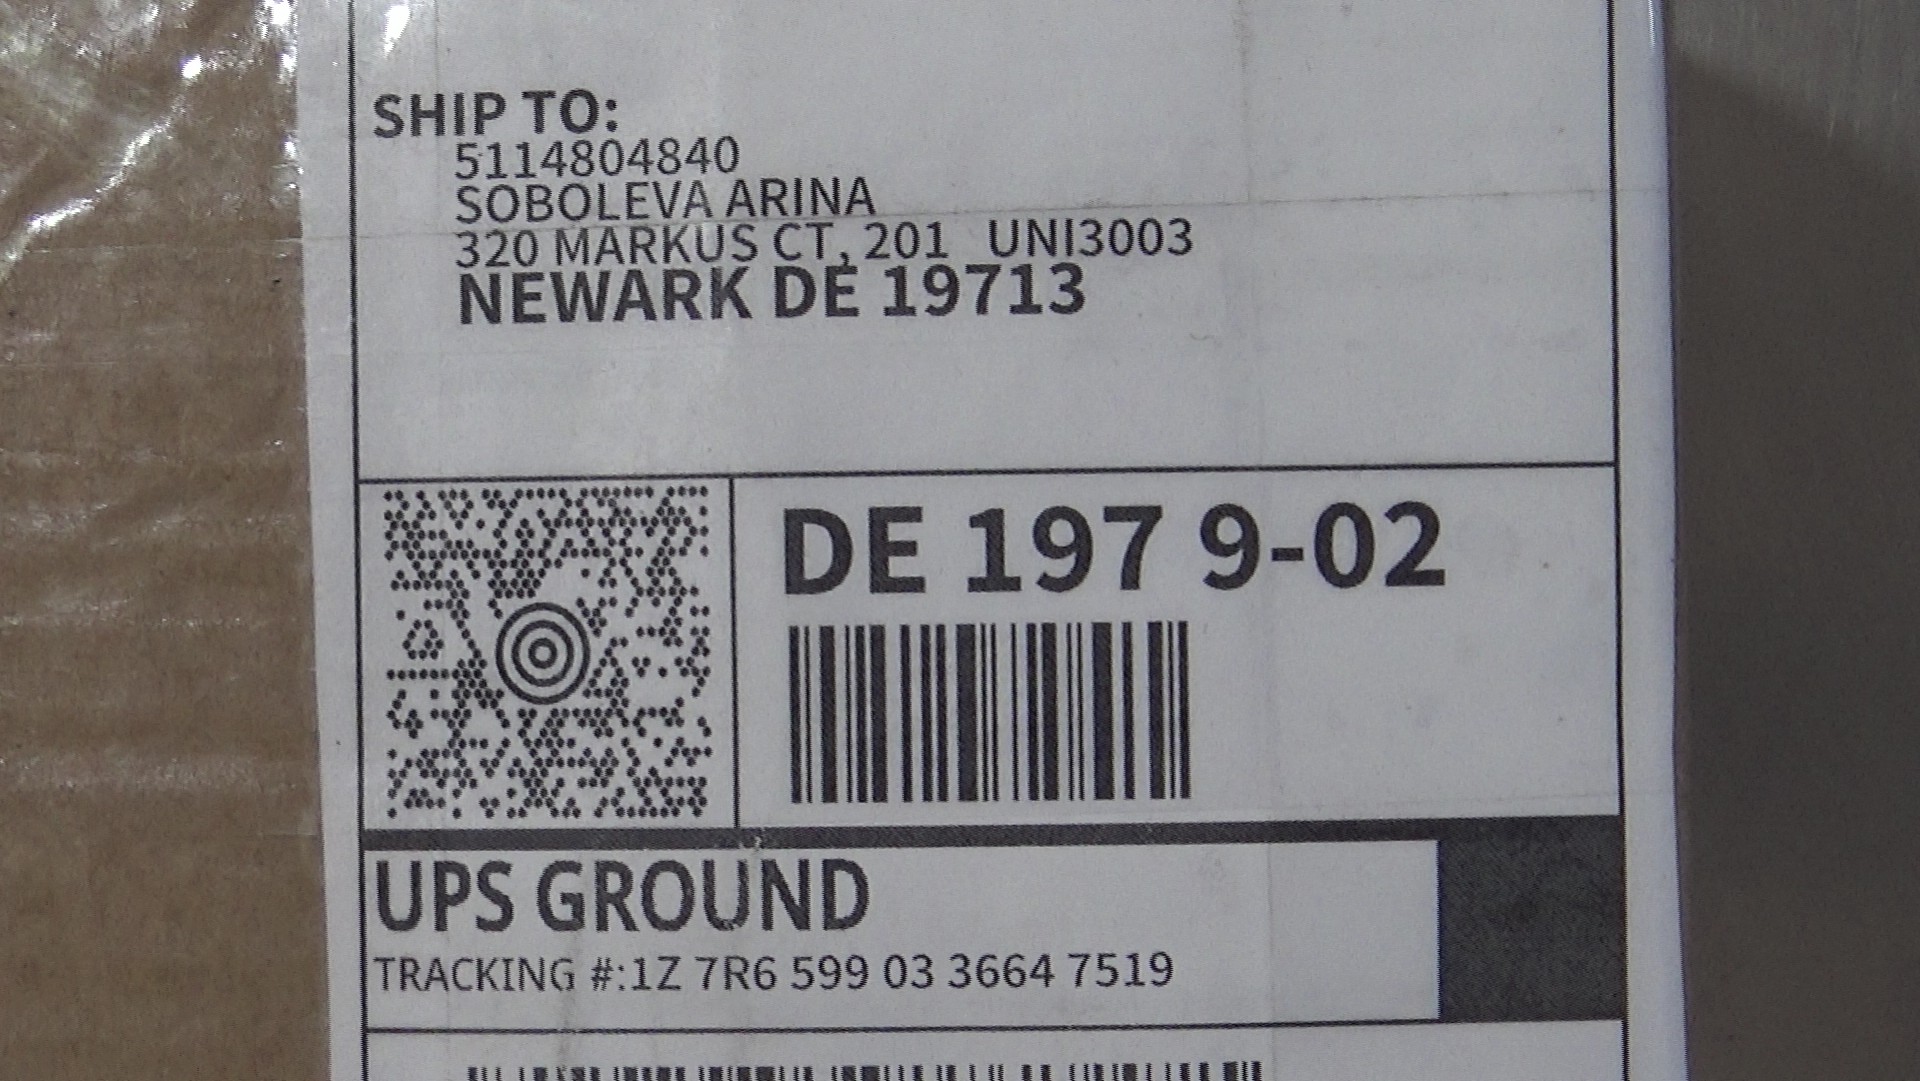 SHIP TO:
5114804840
SOBOLEVA ARINA
320 MARKUS CT, 201 UNI3003
NEWARK DE 19713
DE 197 9-02
UPS GROUND
TRACKING #:1Z 7R6 599 03 3664 7519